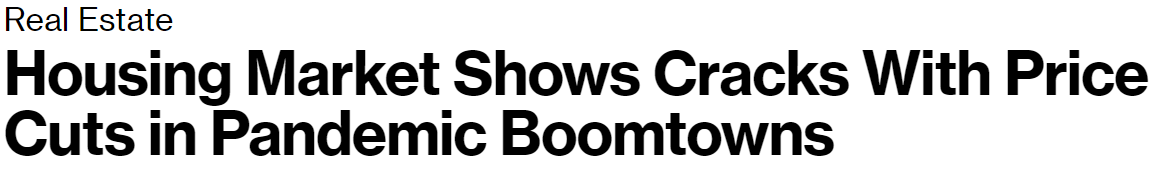 Real Estate
Housing Market Shows Cracks With Price
Cuts in Pandemic Boomtowns